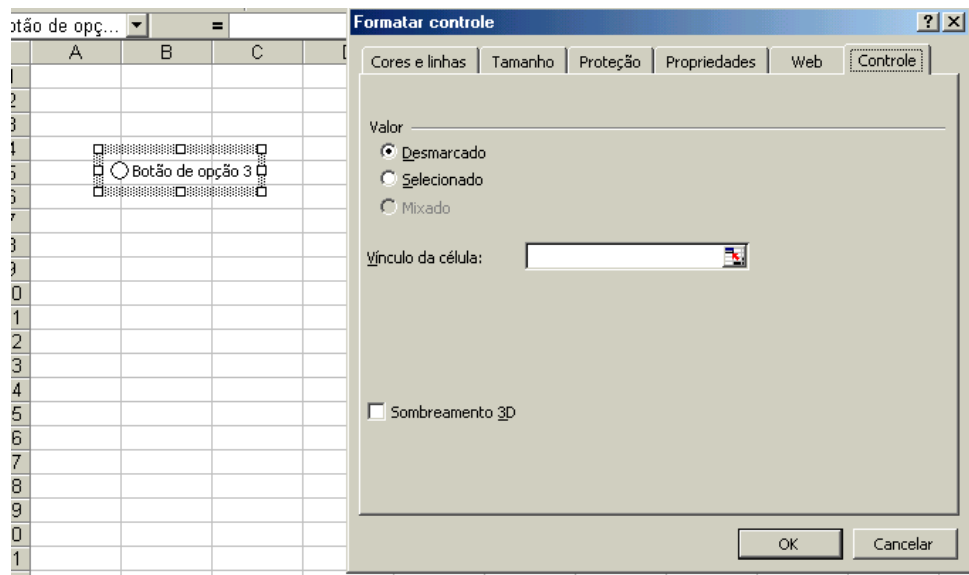 otão de opç... =
Formatar controle
A B C
Cores e linhas Tamanho Proteção Propriedades Web Controle
Valor
Desmarcado
Selecionado
Mixado
Botão de opção 3
Vínculo da célula:
Sombreamento 3D
OK Cancelar